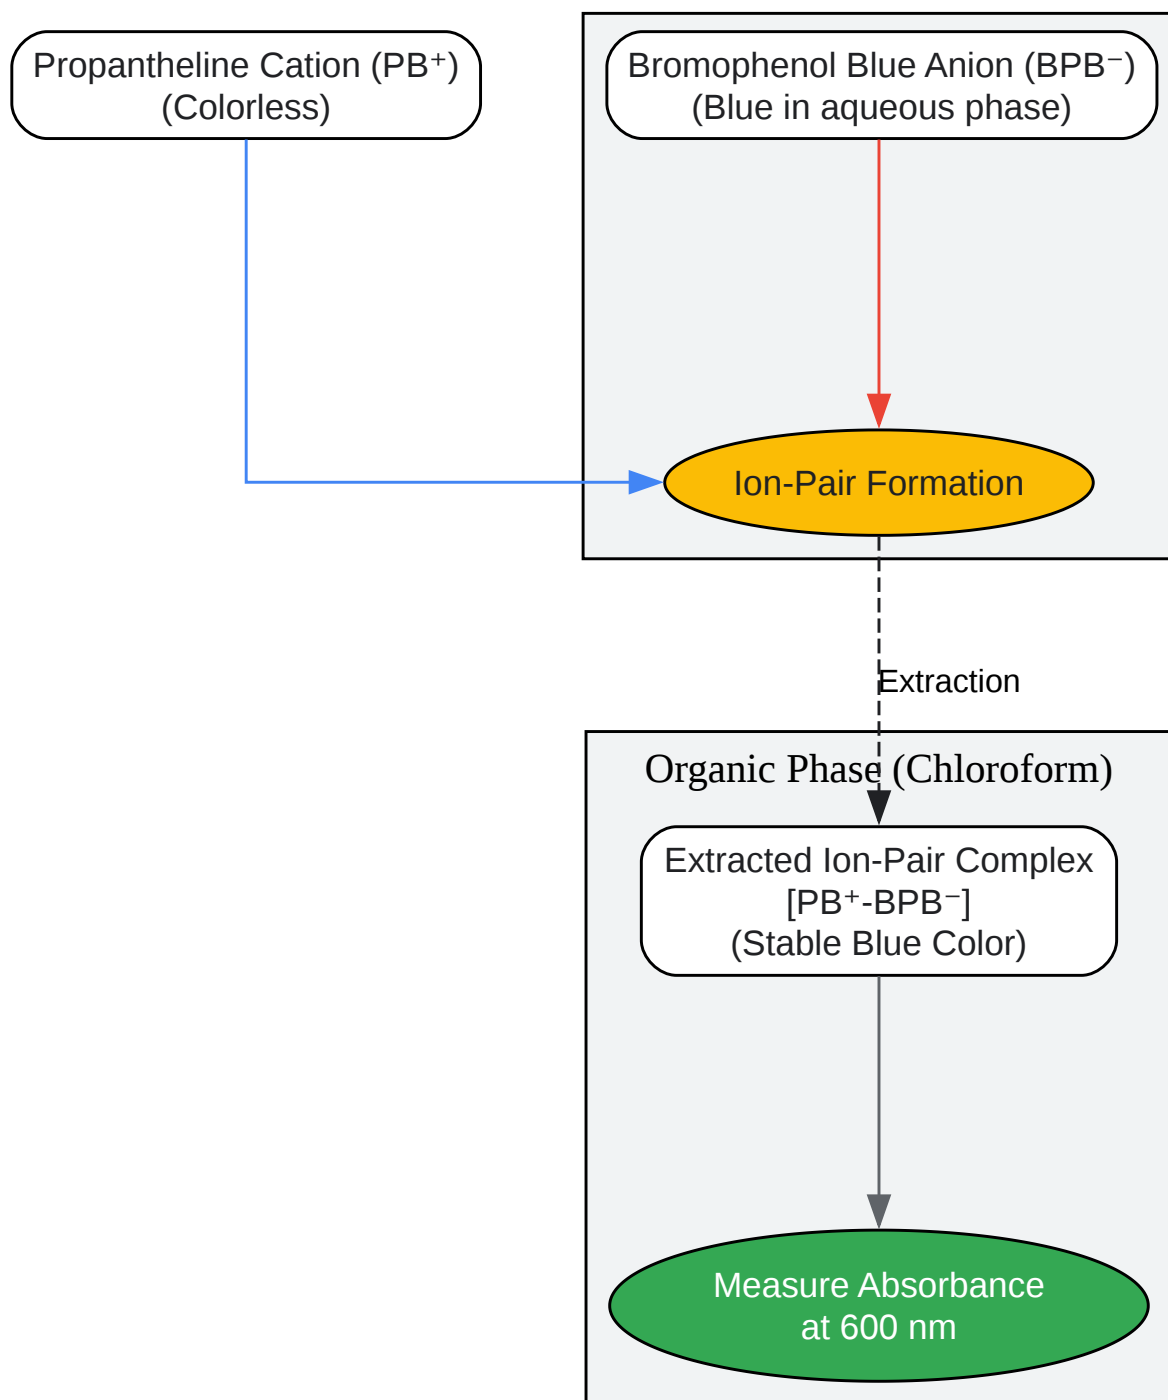 Propantheline Cation (PB⁺)
(Colorless)
Bromophenol Blue Anion (BPB⁻)
(Blue in aqueous phase)
Ion-Pair Formation
Extraction
Organic Phase (Chloroform)
Extracted Ion-Pair Complex
[PB⁺-BPB⁻]
(Stable Blue Color)
Measure Absorbance
at 600 nm